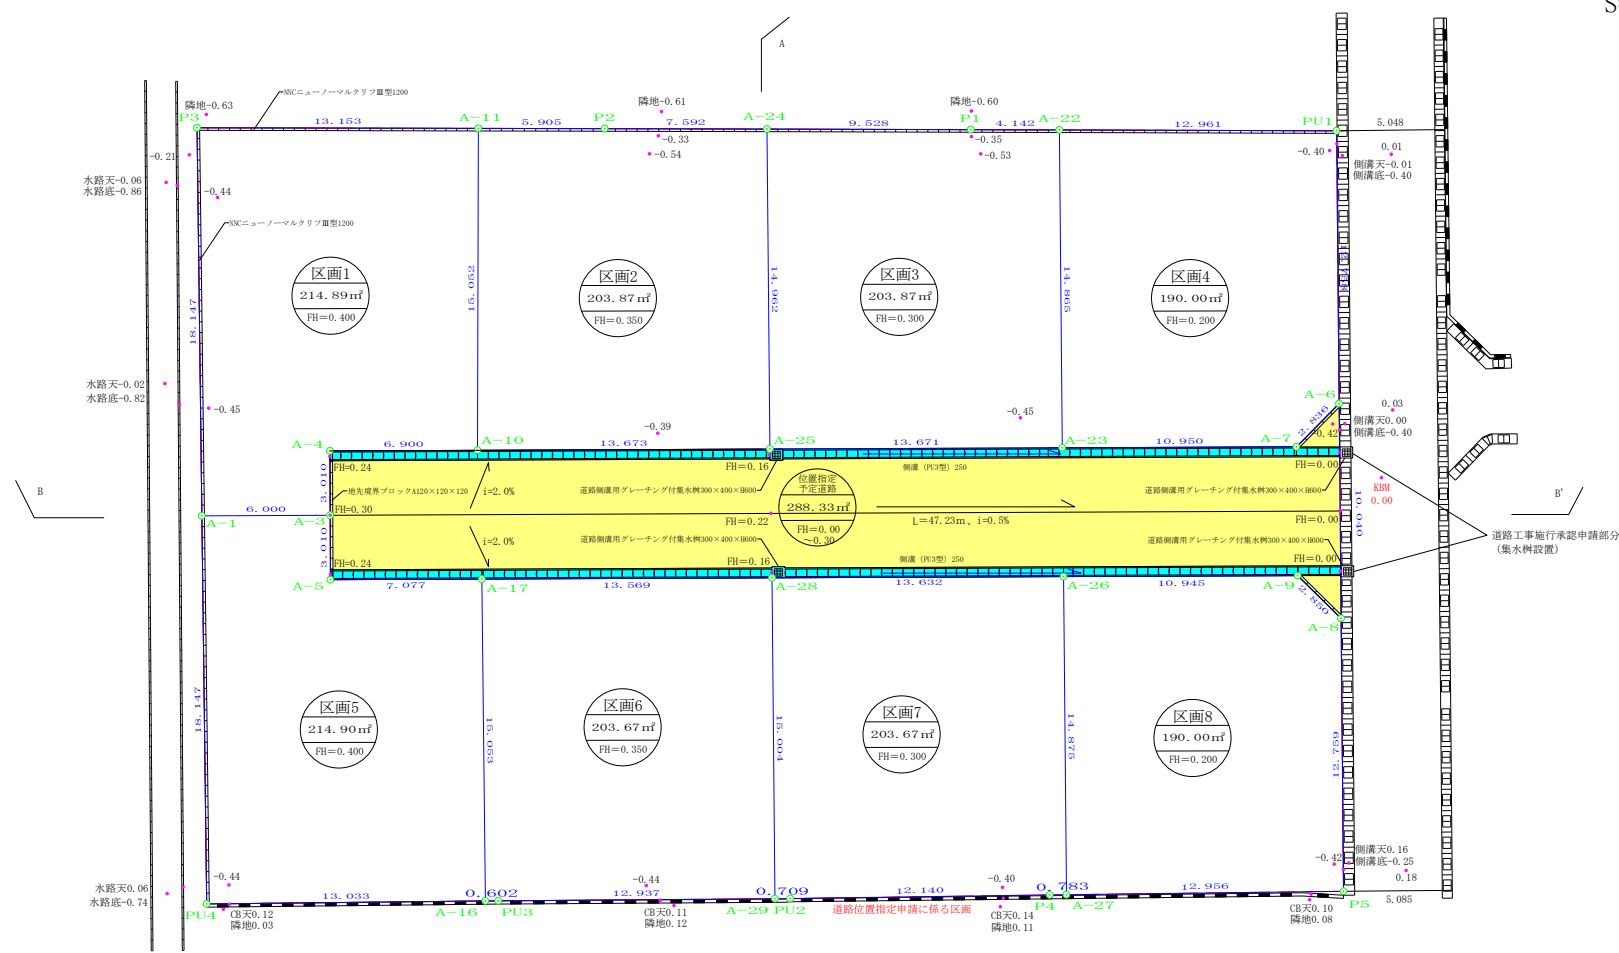 S
A
NNCニューノーマルクリフⅢ型1200
隣地-0.63
隣地-0.61
隣地-0.60
P3
13.153
A-11
5.905
P2
7.592
A-24
9.528
P1
4.142
A-22
12.961
PU1
5.048
-0.21
-0.33
-0.54
-0.35
-0.53
-0.40
0.01
側溝天-0.01
側溝底-0.40
水路天-0.06
水路底-0.86
-0.44
NNCニューノーマルクリフⅢ型1200
18.147
15.052
14.962
14.865
区画1
214.89㎡
FH=0.400
区画2
203.87㎡
FH=0.350
区画3
203.87㎡
FH=0.300
区画4
190.00㎡
FH=0.200
水路天-0.02
水路底-0.82
-0.45
-0.39
-0.45
A-6
2.836
0.03
側溝天0.00
側溝底-0.40
-0.42
A-4
6.900
A-10
13.673
A-25
13.671
A-23
10.950
A-7
FH=0.24
3.010
FH=0.16
側溝（PU3型）250
FH=0.00
地先境界ブロックA120×120×120
i=2.0%
道路側溝用グレーチング付集水桝300×400×H600
位置指定
予定道路
288.33㎡
FH=0.00
～0.30
道路側溝用グレーチング付集水桝300×400×H600
KBM
0.00
B
B'
A-1
6.000
A-3
FH=0.30
FH=0.22
L=47.23m、i=0.5%
FH=0.00
10.040
3.010
i=2.0%
道路側溝用グレーチング付集水桝300×400×H600
道路側溝用グレーチング付集水桝300×400×H600
道路工事施行承認申請部分
（集水桝設置）
FH=0.24
FH=0.16
側溝（PU3型）250
FH=0.00
A-5
7.077
A-17
13.569
A-28
13.632
A-26
10.945
A-9
2.850
A-8
18.147
15.053
15.004
14.875
12.759
区画5
214.90㎡
FH=0.400
区画6
203.67㎡
FH=0.350
区画7
203.67㎡
FH=0.300
区画8
190.00㎡
FH=0.200
-0.44
-0.44
-0.40
-0.42
側溝天0.16
側溝底-0.25
0.18
水路天0.06
水路底-0.74
13.033
0.602
12.937
0.709
12.140
0.783
12.956
5.085
PU4
CB天0.12
隣地0.03
A-16
PU3
CB天0.11
隣地0.12
A-29
PU2
道路位置指定申請に係る区画
CB天0.14
隣地0.11
P4
A-27
CB天0.10
隣地0.08
P5